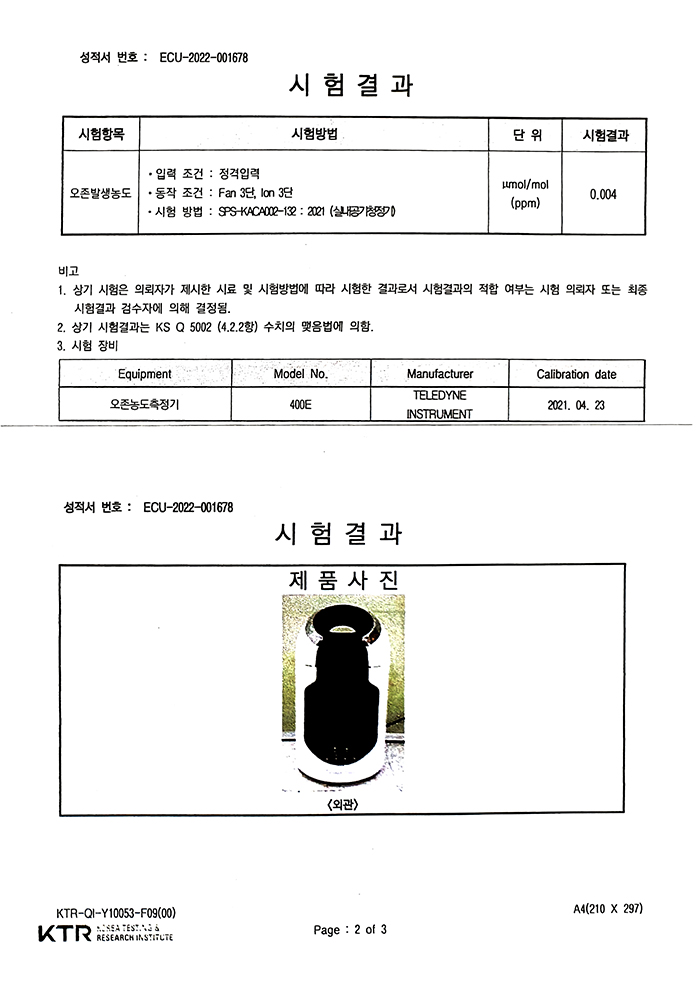 성적서 번호 : ECU-2022-001678
시 험 결 과
시험항목 시험방법 단 위 시험결과
오존발생농도
· 입력 조건 : 정격입력
· 동작 조건 : Fan 3단, Ion 3단
· 시험 방법 : SPS-KACA002-132 : 2021 (실내공기청정기)
μmol/mol
(ppm)
0.004
비고
1. 상기 시험은 의뢰자가 제시한 시료 및 시험방법에 따라 시험한 결과로서 시험결과의 적합 여부는 시험 의뢰자 또는 최종
시험결과 검수자에 의해 결정됨.
2. 상기 시험결과는 KS Q 5002 (4.2.2항) 수치의 맺음법에 의함.
3. 시험 장비
Equipment Model No. Manufacturer Calibration date
오존농도측정기 400E
TELEDYNE
INSTRUMENT
2021. 04. 23
성적서 번호 : ECU-2022-001678
시 험 결 과
제 품 사 진
<외관>
KTR-QI-Y10053-F09(00)
A4(210 X 297)
KTR
KOREA TESTING &
RESEARCH INSTITUTE
Page : 2 of 3